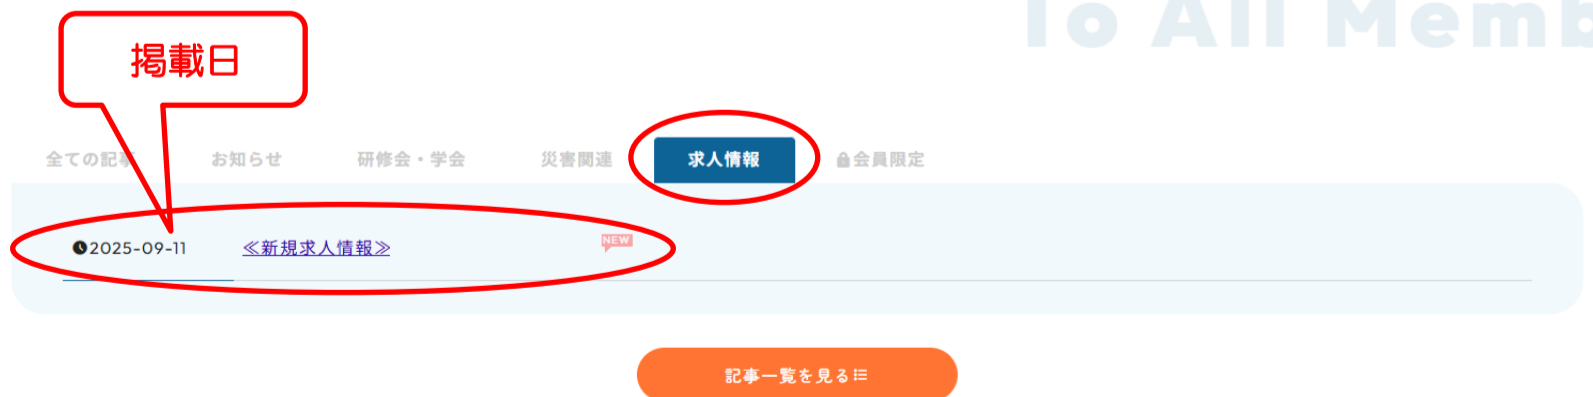 To All Memb
掲載日
全ての記事
お知らせ
研修会・学会
災害関連
求人情報
会員限定
2025-09-11
≪新規求人情報≫
NEW
記事一覧を見る